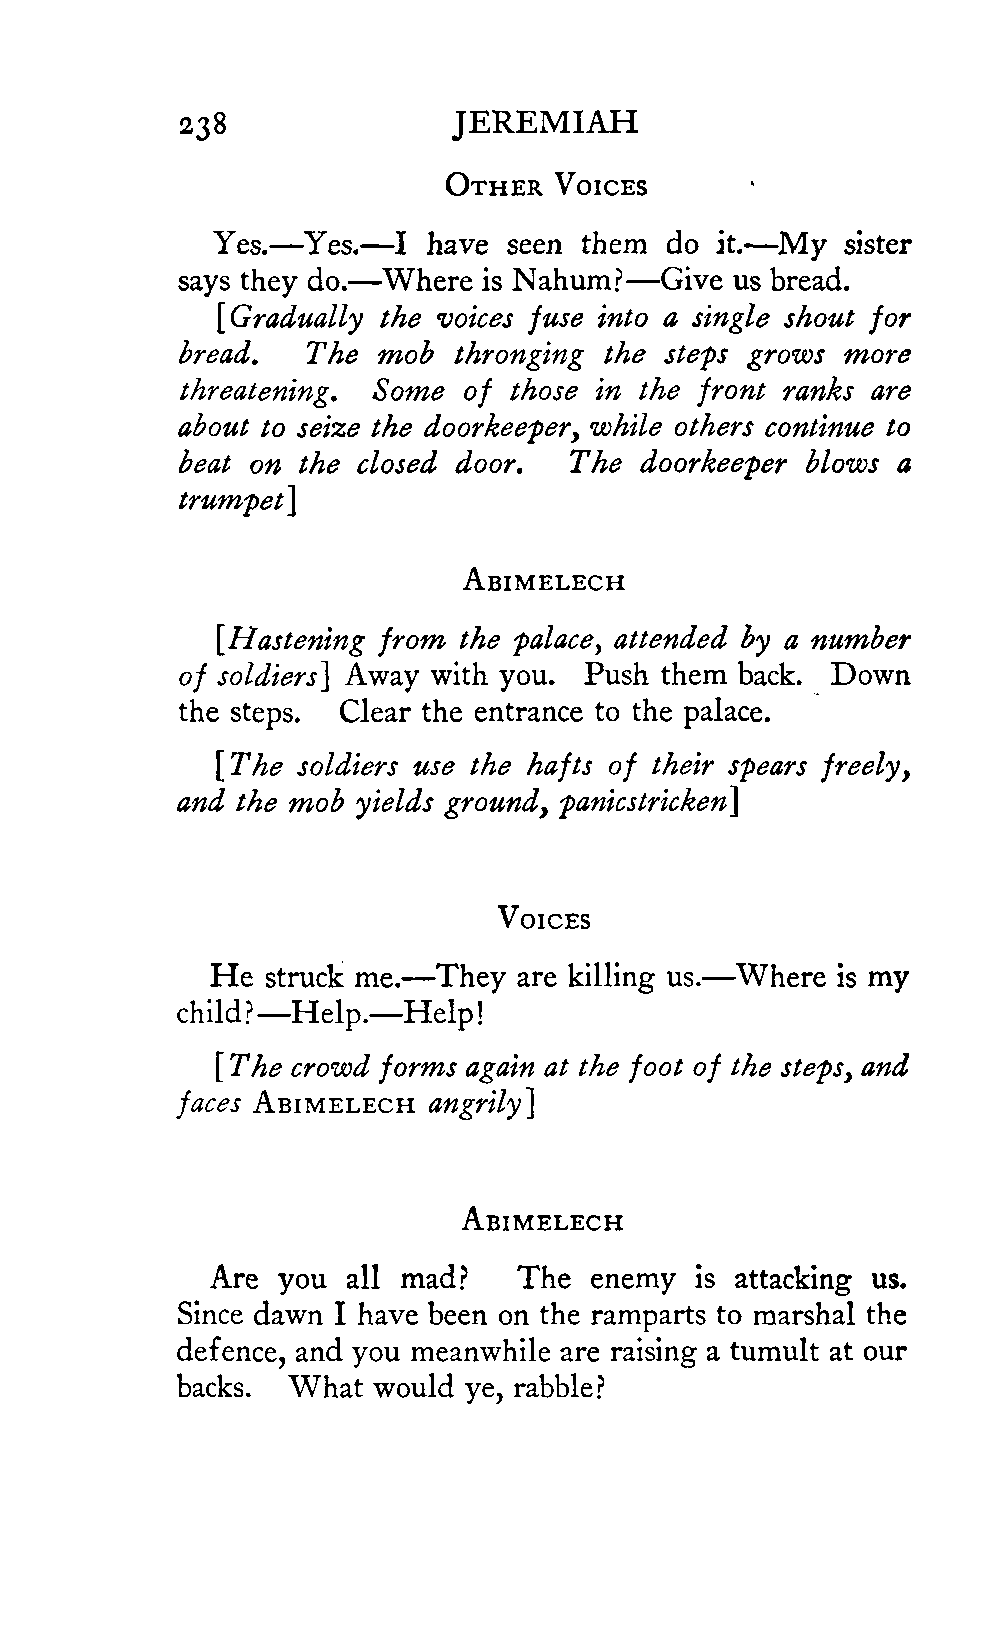 238 JEREMIAH
OTHER VOICES
Yes.—Yes.—I have seen them do it.—My sister
says they do.—Where is Nahum?—Give us bread.
[Gradually the voices fuse into a single shout for
bread. The mob thronging the steps grows more
threatening. Some of those in the front ranks are
about to seize the doorkeeper, while others continue to
beat on the closed door. The doorkeeper blows a
trumpet]
ABIMELECH
[Hastening from the palace, attended by a number
of soldiers] Away with you. Push them back. Down
the steps. Clear the entrance to the palace.
[The soldiers use the hafts of their spears freely,
and the mob yields ground, panicstricken]
VOICES
He struck me.—They are killing us.—Where is my
child?—Help.—Help!
[The crowd forms again at the foot of the steps, and
faces ABIMELECH angrily]
ABIMELECH
Are you all mad? The enemy is attacking us.
Since dawn I have been on the ramparts to marshal the
defence, and you meanwhile are raising a tumult at our
backs. What would ye, rabble?